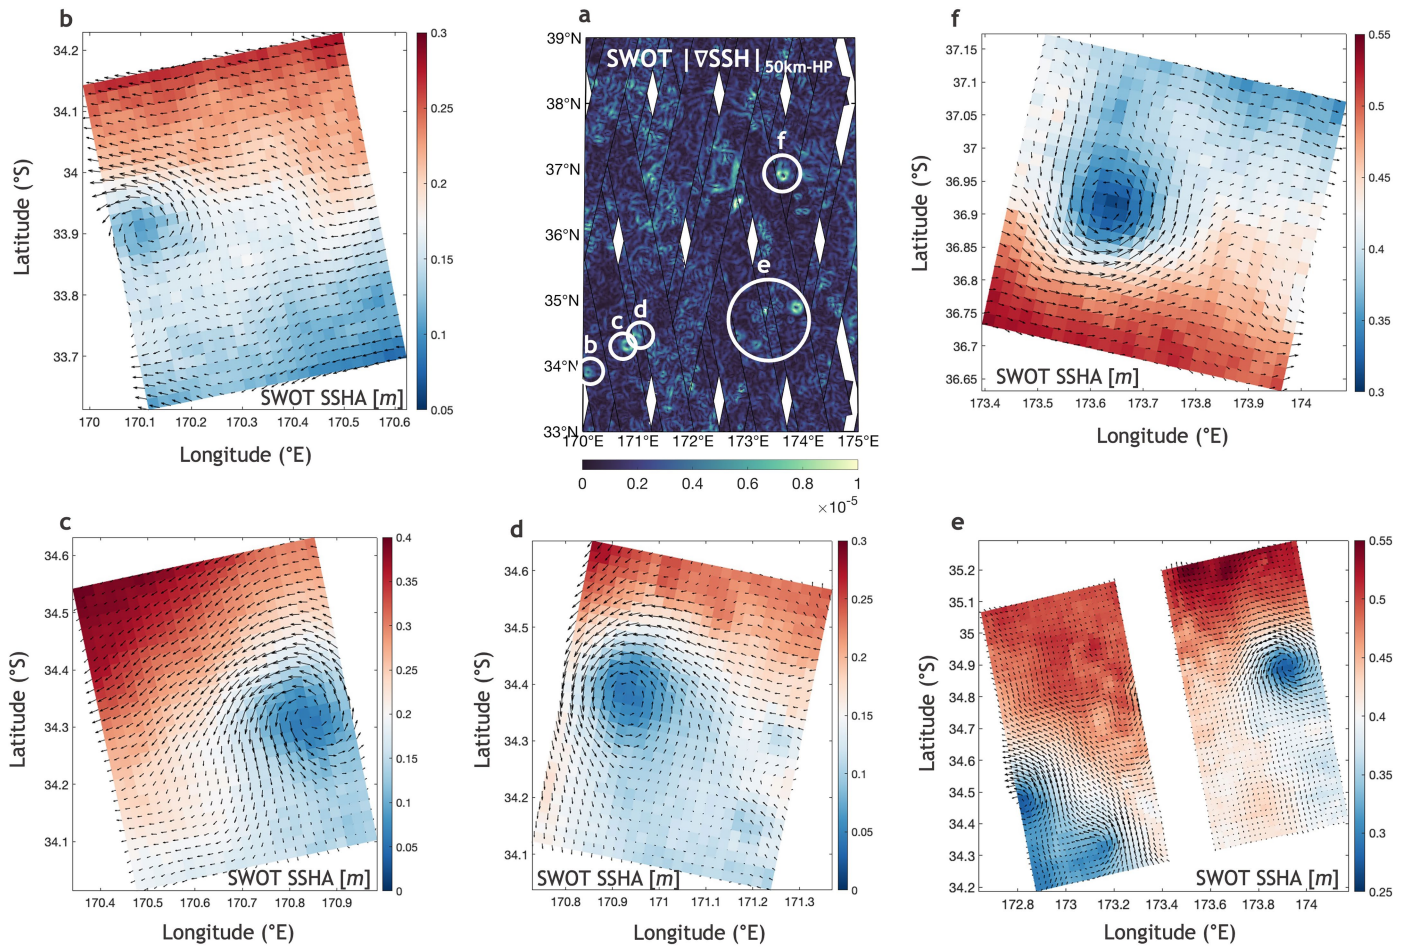 b
34.2
34.1
34
33.9
33.8
33.7
Latitude (°S)
170
170.1
170.2
170.3
170.4
170.5
170.6
Longitude (°E)
SWOT SSHA [m]
0.3
0.25
0.2
0.15
0.1
0.05
a
SWOT |∇SSH|50km-HP
39°N
38°N
37°N
36°N
35°N
34°N
33°N
170°E
171°E
172°E
173°E
174°E
175°E
f
e
d
c
b
0
0.2
0.4
0.6
0.8
1
×10-5
f
37.15
37.1
37.05
37
36.95
36.9
36.85
36.8
36.75
36.7
36.65
Latitude (°S)
SWOT SSHA [m]
173.4
173.5
173.6
173.7
173.8
173.9
174
Longitude (°E)
0.55
0.5
0.45
0.4
0.35
0.3
c
34.6
34.5
34.4
34.3
34.2
34.1
Latitude (°S)
SWOT SSHA [m]
170.4
170.5
170.6
170.7
170.8
170.9
Longitude (°E)
0.4
0.35
0.3
0.25
0.2
0.15
0.1
0.05
0
d
34.6
34.5
34.4
34.3
34.2
34.1
Latitude (°S)
SWOT SSHA [m]
170.8
170.9
171
171.1
171.2
171.3
Longitude (°E)
0.3
0.25
0.2
0.15
0.1
0.05
0
e
35.2
35.1
35
34.9
34.8
34.7
34.6
34.5
34.4
34.3
34.2
Latitude (°S)
SWOT SSHA [m]
172.8
173
173.2
173.4
173.6
173.8
174
Longitude (°E)
0.55
0.5
0.45
0.4
0.35
0.3
0.25